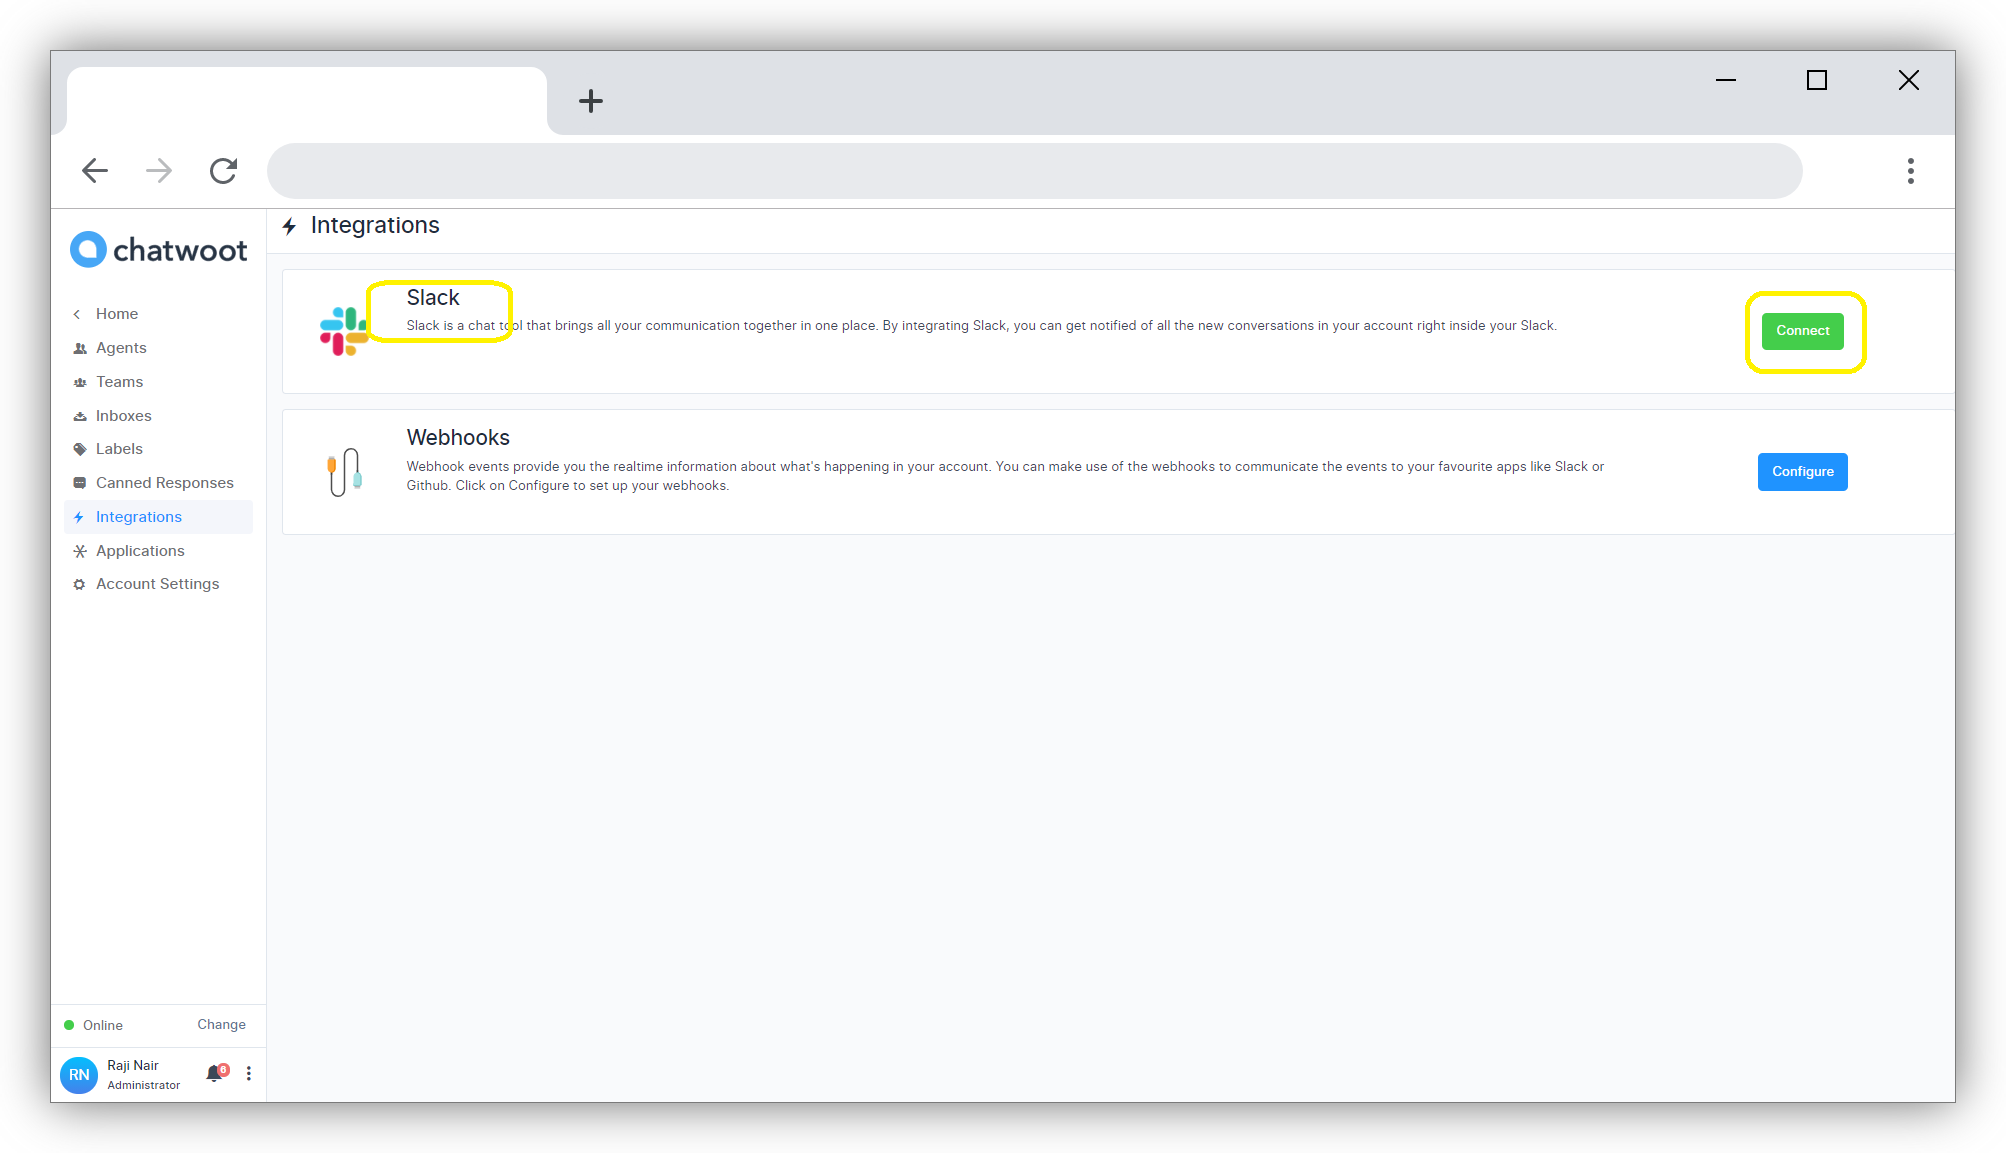 chatwoot
Home
Agents
Teams
Inboxes
Labels
Canned Responses
Integrations
Applications
Account Settings
Online Change
RN Raji Nair
Administrator
6
Integrations
Slack
Slack is a chat tool that brings all your communication together in one place. By integrating Slack, you can get notified of all the new conversations in your account right inside your Slack.
Connect
Webhooks
Webhook events provide you the realtime information about what's happening in your account. You can make use of the webhooks to communicate the events to your favourite apps like Slack or
Github. Click on Configure to set up your webhooks.
Configure